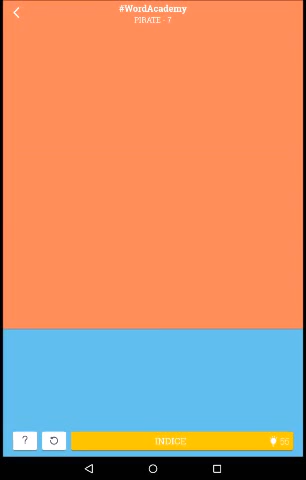 #WordAcademy
PIRATE - 7
?
INDICE
55